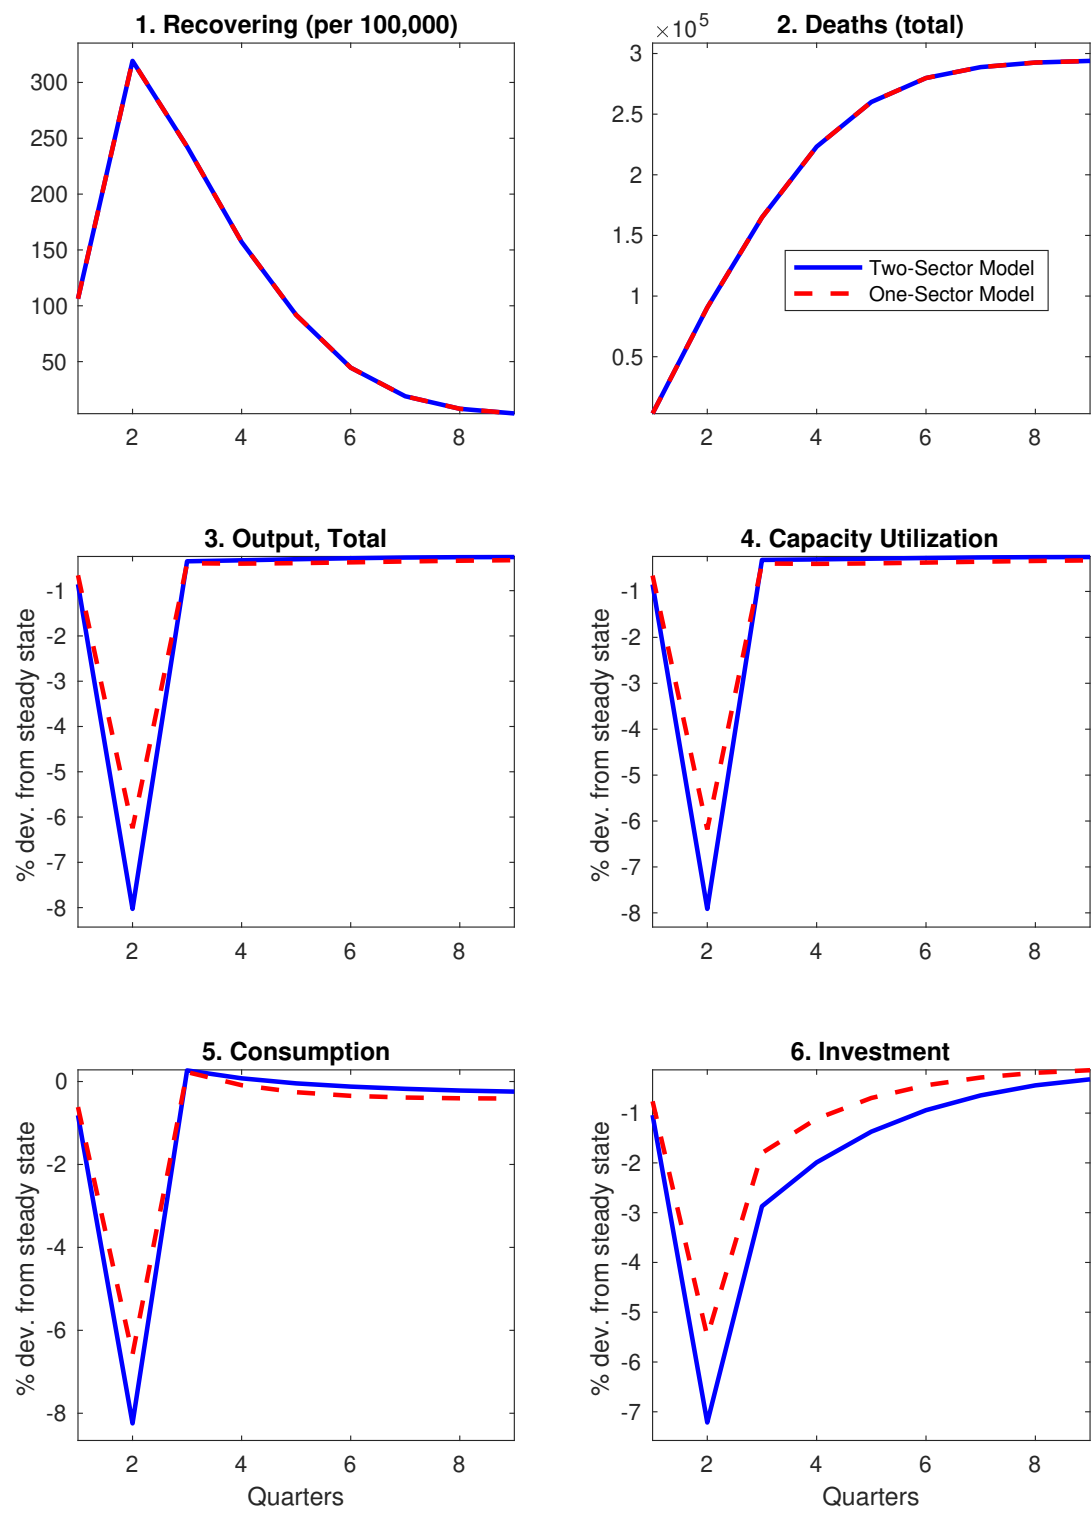 1. Recovering (per 100,000)
300
250
200
150
100
50
2 4 6 8
2. Deaths (total)
×10^5
3
2.5
2
1.5
1
0.5
Two-Sector Model
One-Sector Model
2 4 6 8
3. Output, Total
% dev. from steady state
-1
-2
-3
-4
-5
-6
-7
-8
2 4 6 8
4. Capacity Utilization
% dev. from steady state
-1
-2
-3
-4
-5
-6
-7
-8
2 4 6 8
5. Consumption
% dev. from steady state
0
-2
-4
-6
-8
2 4 6 8
Quarters
6. Investment
% dev. from steady state
-1
-2
-3
-4
-5
-6
-7
2 4 6 8
Quarters